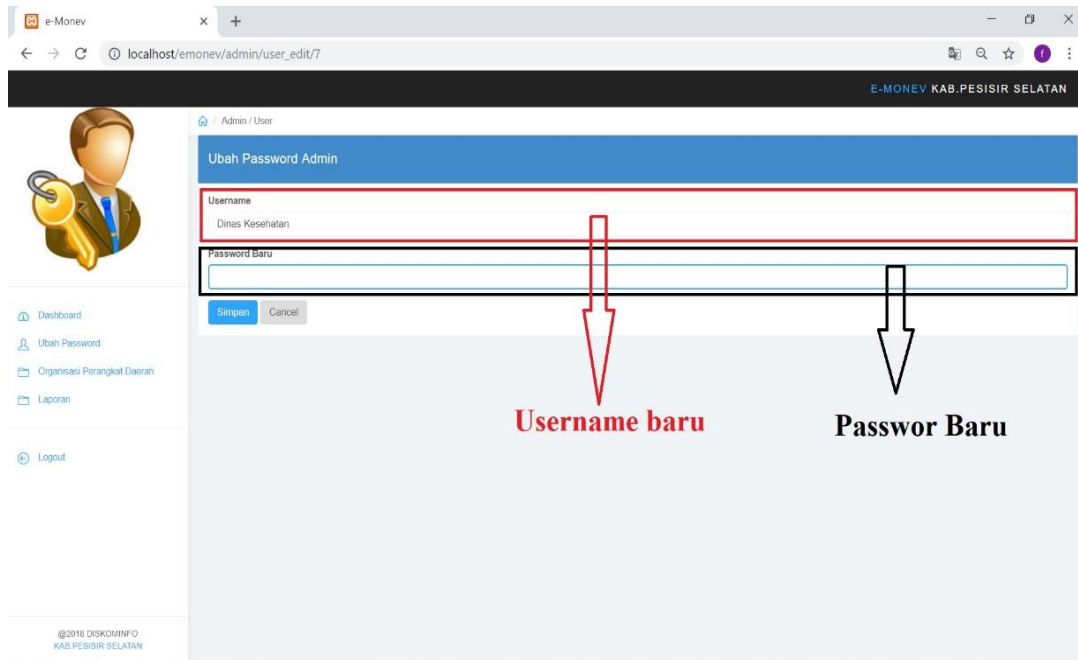 e-Monev
localhost/emonev/admin/user_edit/7
f
E-MONEV KAB.PESISIR SELATAN
/ Admin / User
Ubah Password Admin
Username
Dinas Kesehatan
Password Baru
Simpan Cancel
Dashboard
Ubah Password
Organisasi Perangkat Daerah
Laporan
Logout
Username baru
Passwor Baru
@2018 DISKOMINFO
KAB.PESISIR SELATAN